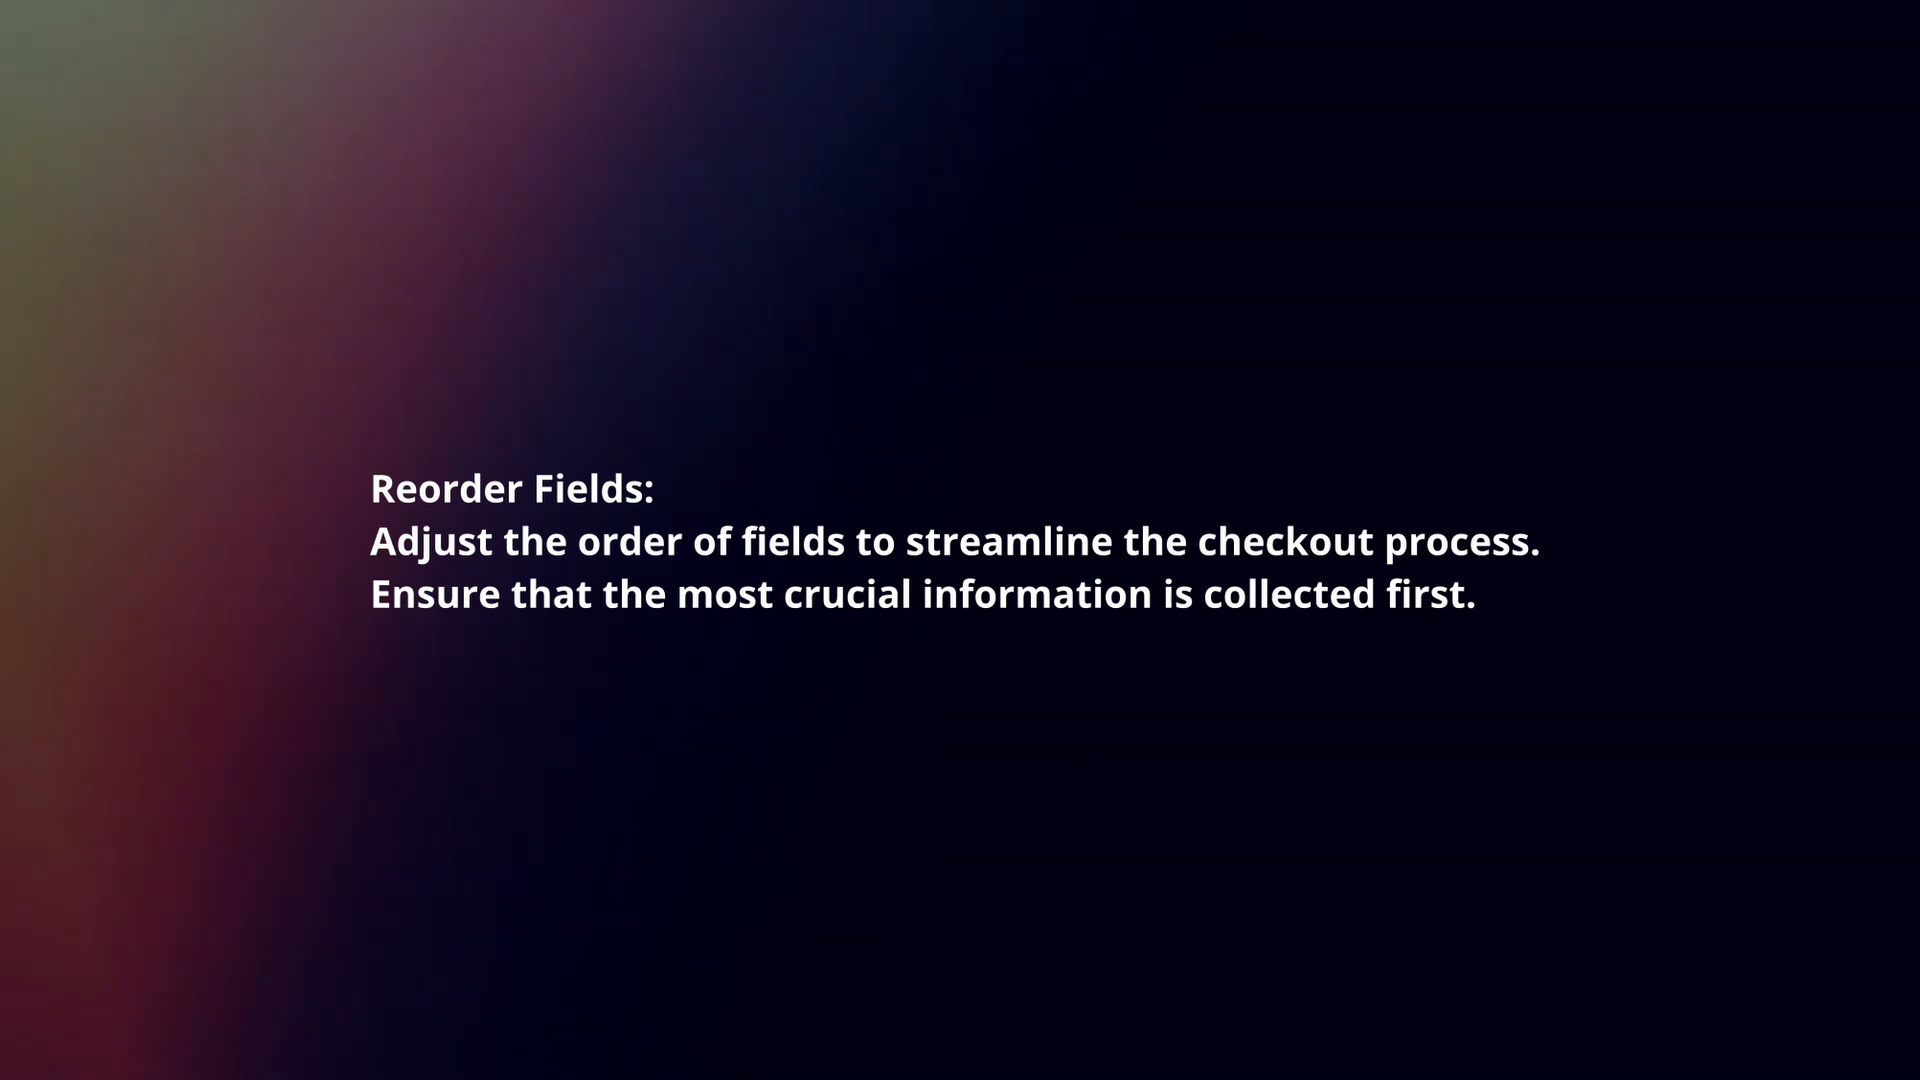 Reorder Fields:
Adjust the order of fields to streamline the checkout process.
Ensure that the most crucial information is collected first.